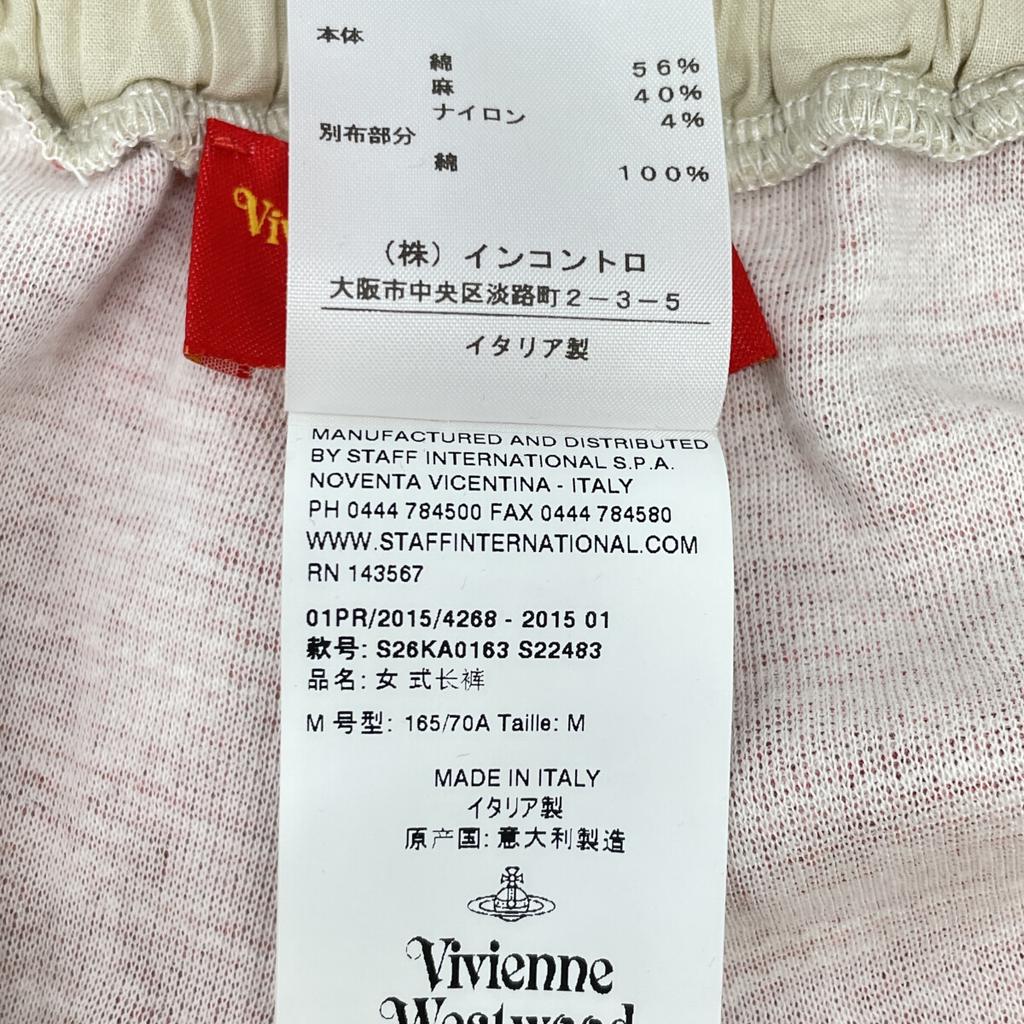 本体
綿 56%
麻 40%
ナイロン 4%
別布部分
綿 100%
(株)インコントロ
大阪市中央区淡路町2-3-5
イタリア製
Vi
MANUFACTURED AND DISTRIBUTED
BY STAFF INTERNATIONAL S.P.A.
NOVENTA VICENTINA - ITALY
PH 0444 784500 FAX 0444 784580
WWW.STAFFINTERNATIONAL.COM
RN 143567
01PR/2015/4268 - 2015 01
款号: S26KA0163 S22483
品名: 女 式长裤
M 号型: 165/70A Taille: M
MADE IN ITALY
イタリア製
原产国: 意大利製造
Vivienne
Westwood